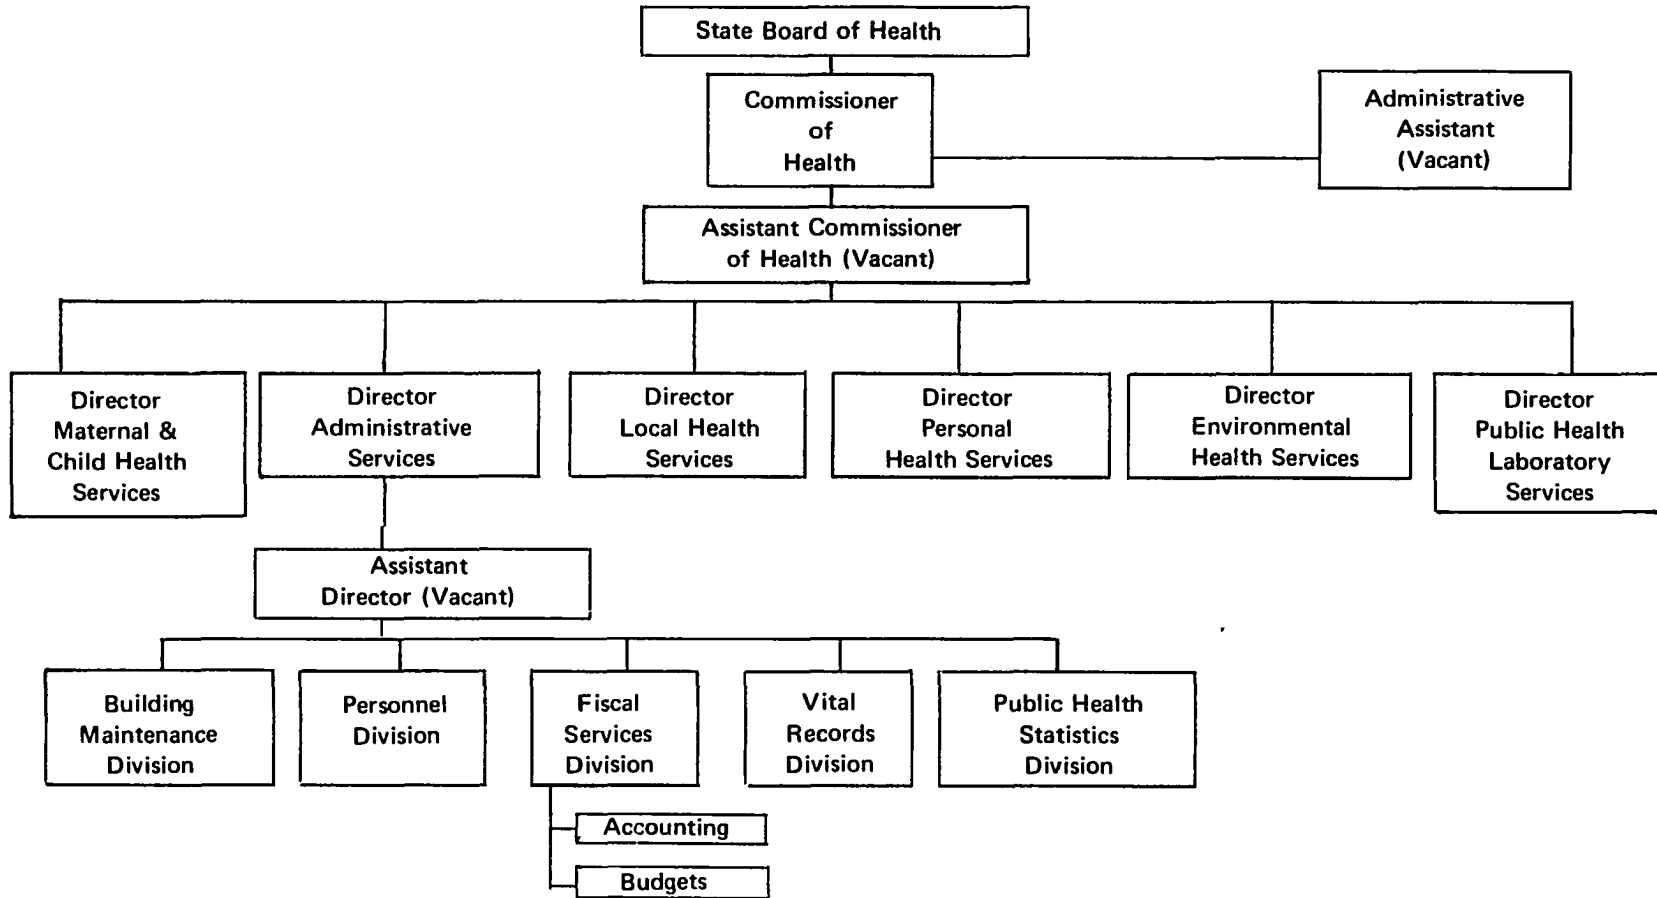 State Board of Health
Commissioner
of
Health
Administrative
Assistant
(Vacant)
Assistant Commissioner
of Health (Vacant)
Director
Maternal &
Child Health
Services
Director
Administrative
Services
Director
Local Health
Services
Director
Personal
Health Services
Director
Environmental
Health Services
Director
Public Health
Laboratory
Services
Assistant
Director (Vacant)
Building
Maintenance
Division
Personnel
Division
Fiscal
Services
Division
Vital
Records
Division
Public Health
Statistics
Division
Accounting
Budgets